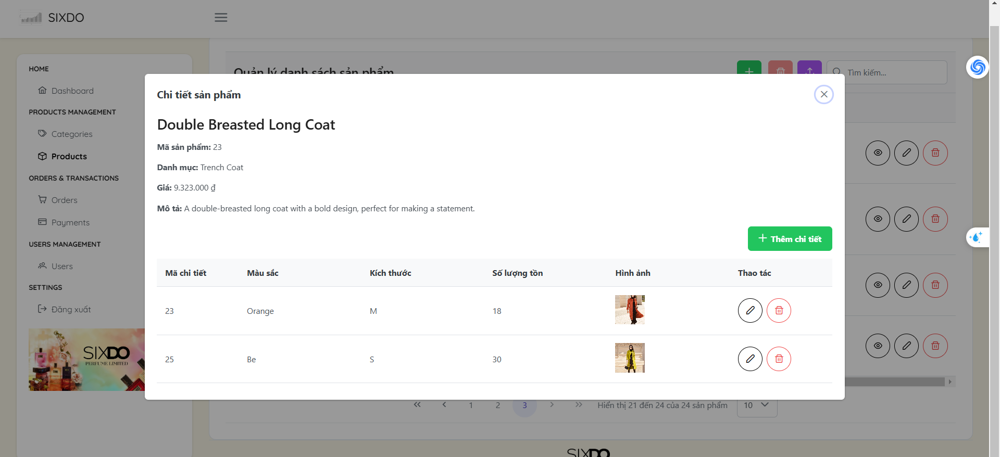 SIXDO
HOME
Dashboard
PRODUCTS MANAGEMENT
Categories
Products
ORDERS & TRANSACTIONS
Orders
Payments
USERS MANAGEMENT
Users
SETTINGS
Đăng xuất
SIXDO
PERFUME LIMITED
Quản lý danh sách sản phẩm
Tìm kiếm...
Chi tiết sản phẩm
Double Breasted Long Coat
Mã sản phẩm: 23
Danh mục: Trench Coat
Giá: 9.323.000 ₫
Mô tả: A double-breasted long coat with a bold design, perfect for making a statement.
Thêm chi tiết
Mã chi tiết Màu sắc Kích thước Số lượng tồn Hình ảnh Thao tác
23 Orange M 18
25 Be S 30
1 2 3 Hiển thị 21 đến 24 của 24 sản phẩm 10
SIXDO